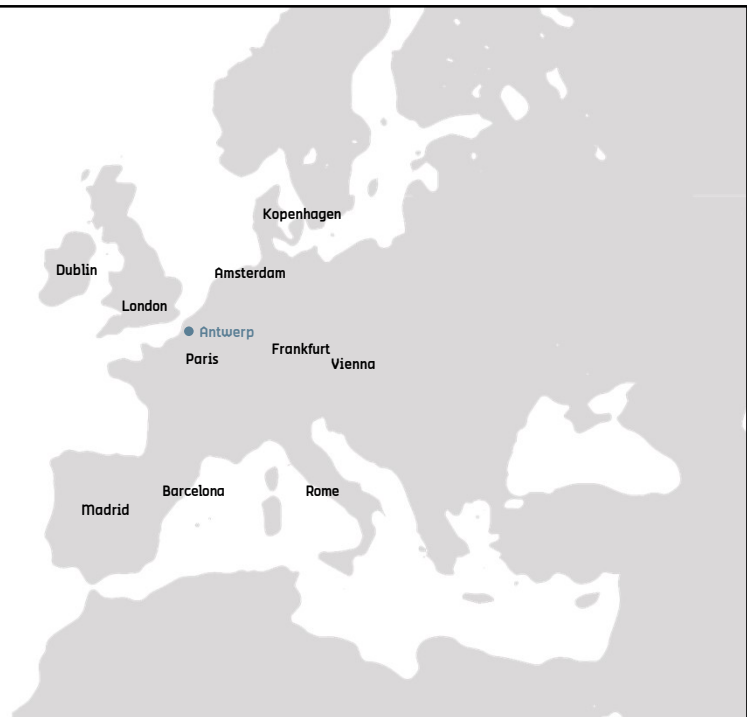 Kopenhagen
Dublin
Amsterdam
London
Antwerp
Frankfurt
Paris
Vienna
Barcelona
Rome
Madrid